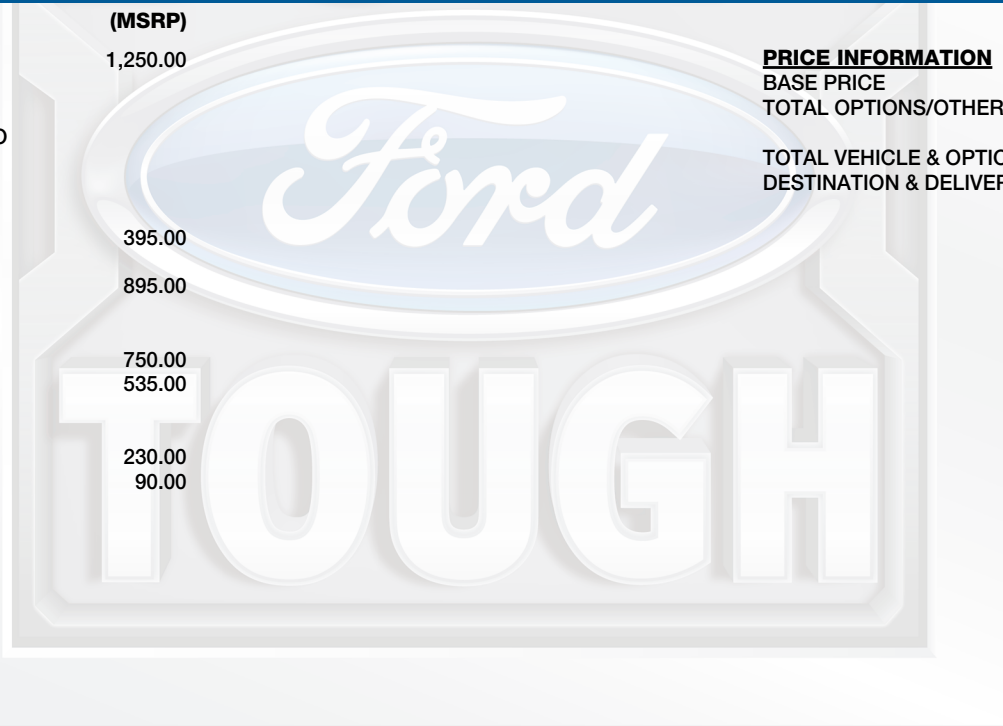 (MSRP)
1,250.00
395.00
895.00
750.00
535.00
230.00
90.00
PRICE INFORMATION
BASE PRICE
TOTAL OPTIONS/OTHER
TOTAL VEHICLE & OPTIO
DESTINATION & DELIVER
Ford
TOUGH